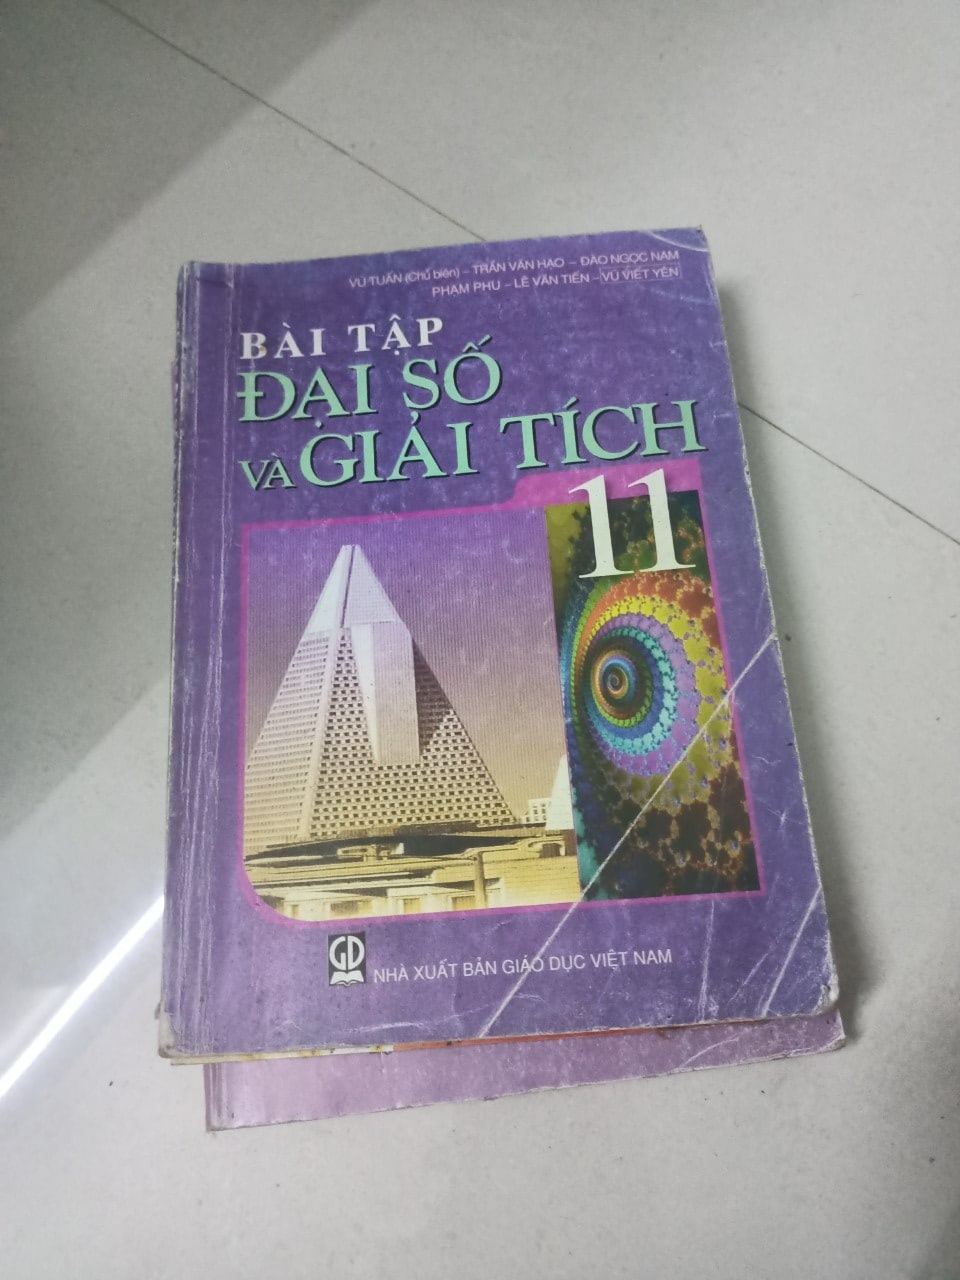 VŨ TUẤN (Chủ biên) – TRẦN VĂN HẠO – ĐÀO NGỌC NAM
PHẠM PHU – LÊ VĂN TIẾN – VŨ VIẾT YÊN
BÀI TẬP
ĐẠI SỐ
VÀ GIẢI TÍCH
11
GD
NHÀ XUẤT BẢN GIÁO DỤC VIỆT NAM